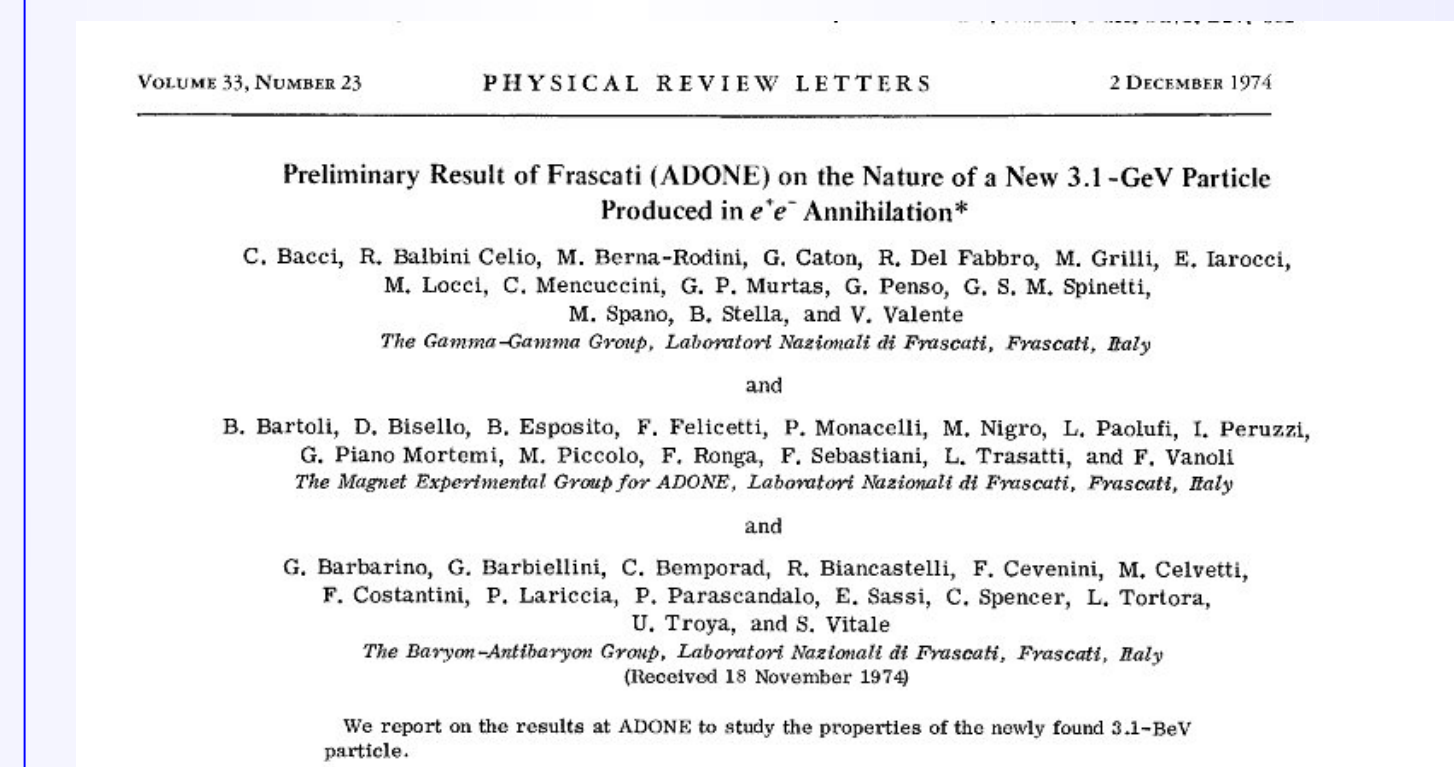 VOLUME 33, NUMBER 23 PHYSICAL REVIEW LETTERS 2 DECEMBER 1974
Preliminary Result of Frascati (ADONE) on the Nature of a New 3.1-GeV Particle
Produced in e⁺e⁻ Annihilation*
C. Bacci, R. Balbini Celio, M. Berna-Rodini, G. Caton, R. Del Fabbro, M. Grilli, E. Iarocci,
M. Locci, C. Mencuccini, G. P. Murtas, G. Penso, G. S. M. Spinetti,
M. Spano, B. Stella, and V. Valente
The Gamma-Gamma Group, Laboratori Nazionali di Frascati, Frascati, Italy
and
B. Bartoli, D. Bisello, B. Esposito, F. Felicetti, P. Monacelli, M. Nigro, L. Paolufi, I. Peruzzi,
G. Piano Mortemi, M. Piccolo, F. Ronga, F. Sebastiani, L. Trasatti, and F. Vanoli
The Magnet Experimental Group for ADONE, Laboratori Nazionali di Frascati, Frascati, Italy
and
G. Barbarino, G. Barbiellini, C. Bemporad, R. Biancastelli, F. Cevenini, M. Celvetti,
F. Costantini, P. Lariccia, P. Parascandalo, E. Sassi, C. Spencer, L. Tortora,
U. Troya, and S. Vitale
The Baryon-Antibaryon Group, Laboratori Nazionali di Frascati, Frascati, Italy
(Received 18 November 1974)
We report on the results at ADONE to study the properties of the newly found 3.1-BeV
particle.